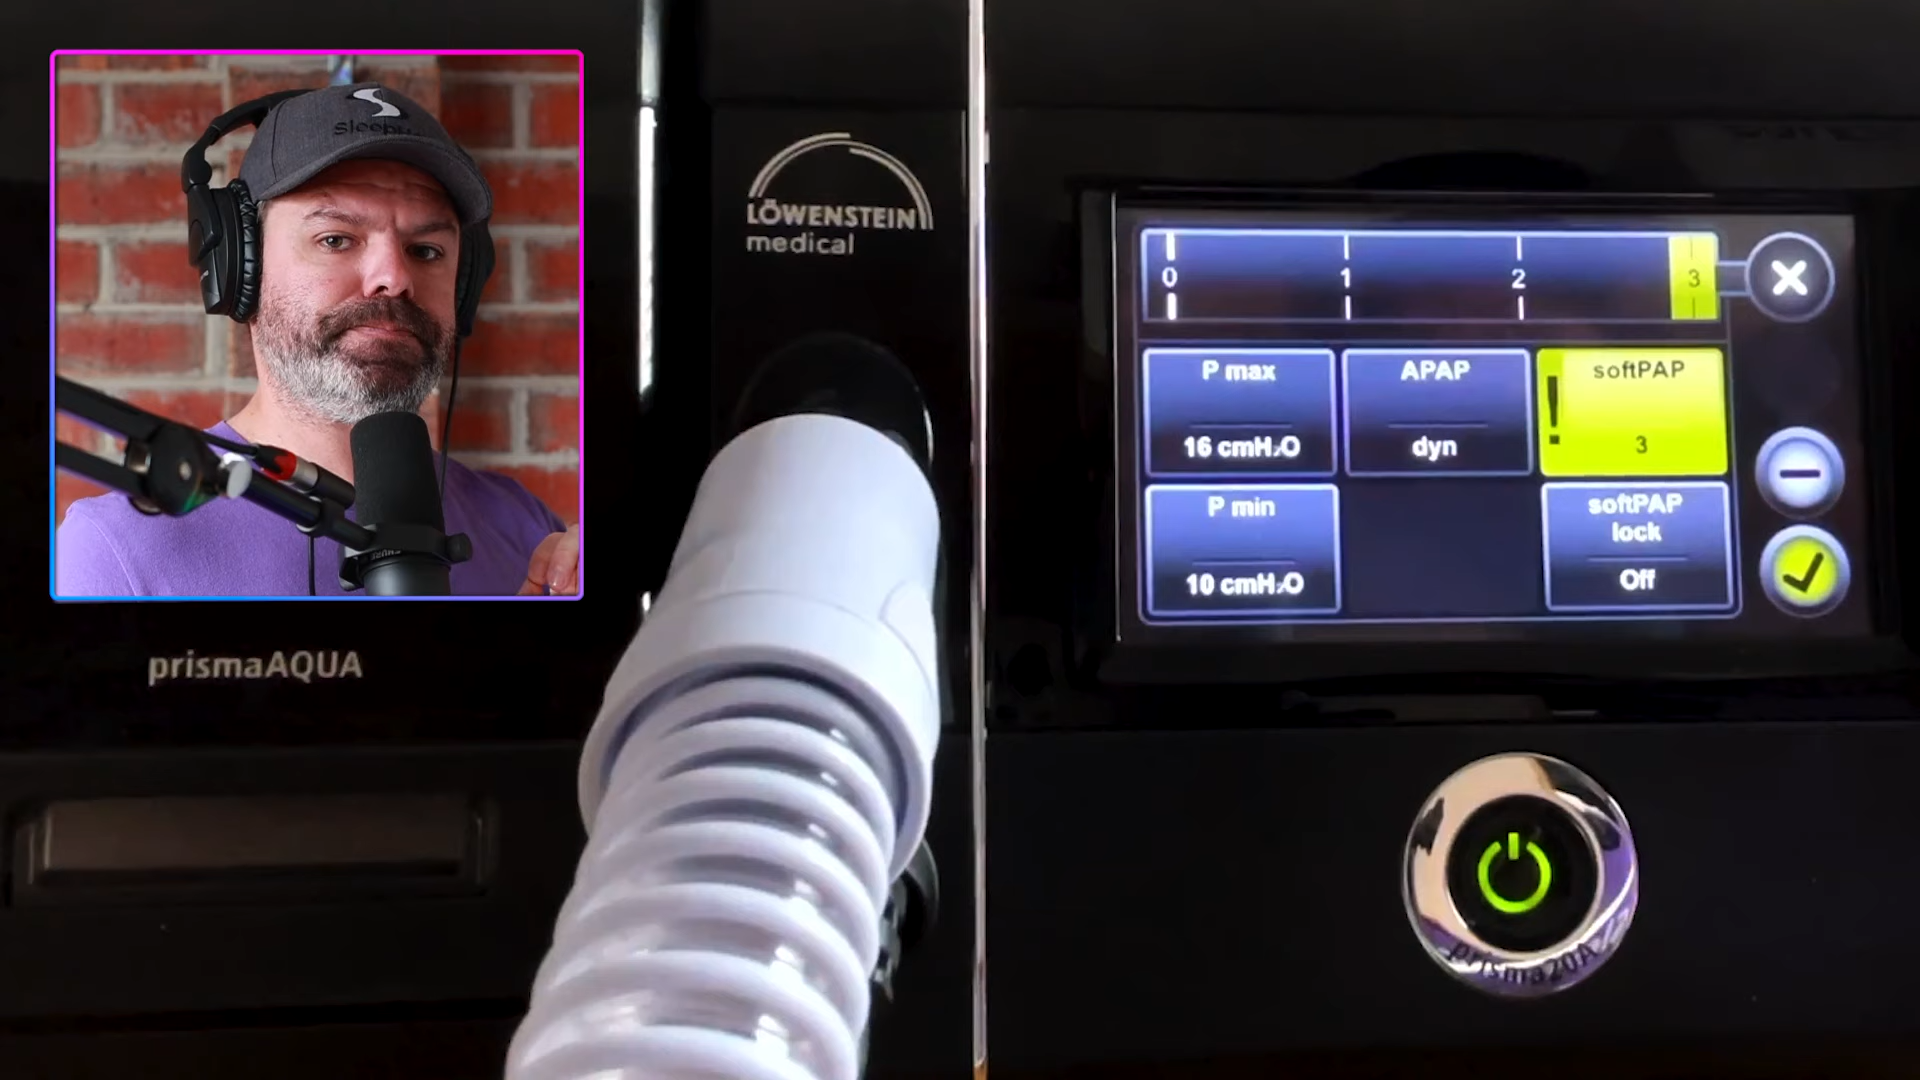 LÖWENSTEIN
medical
prismaAQUA
0 1 2 3
P max
16 cmH₂O
APAP
dyn
softPAP
! 3
P min
10 cmH₂O
softPAP
lock
Off
prisma20A